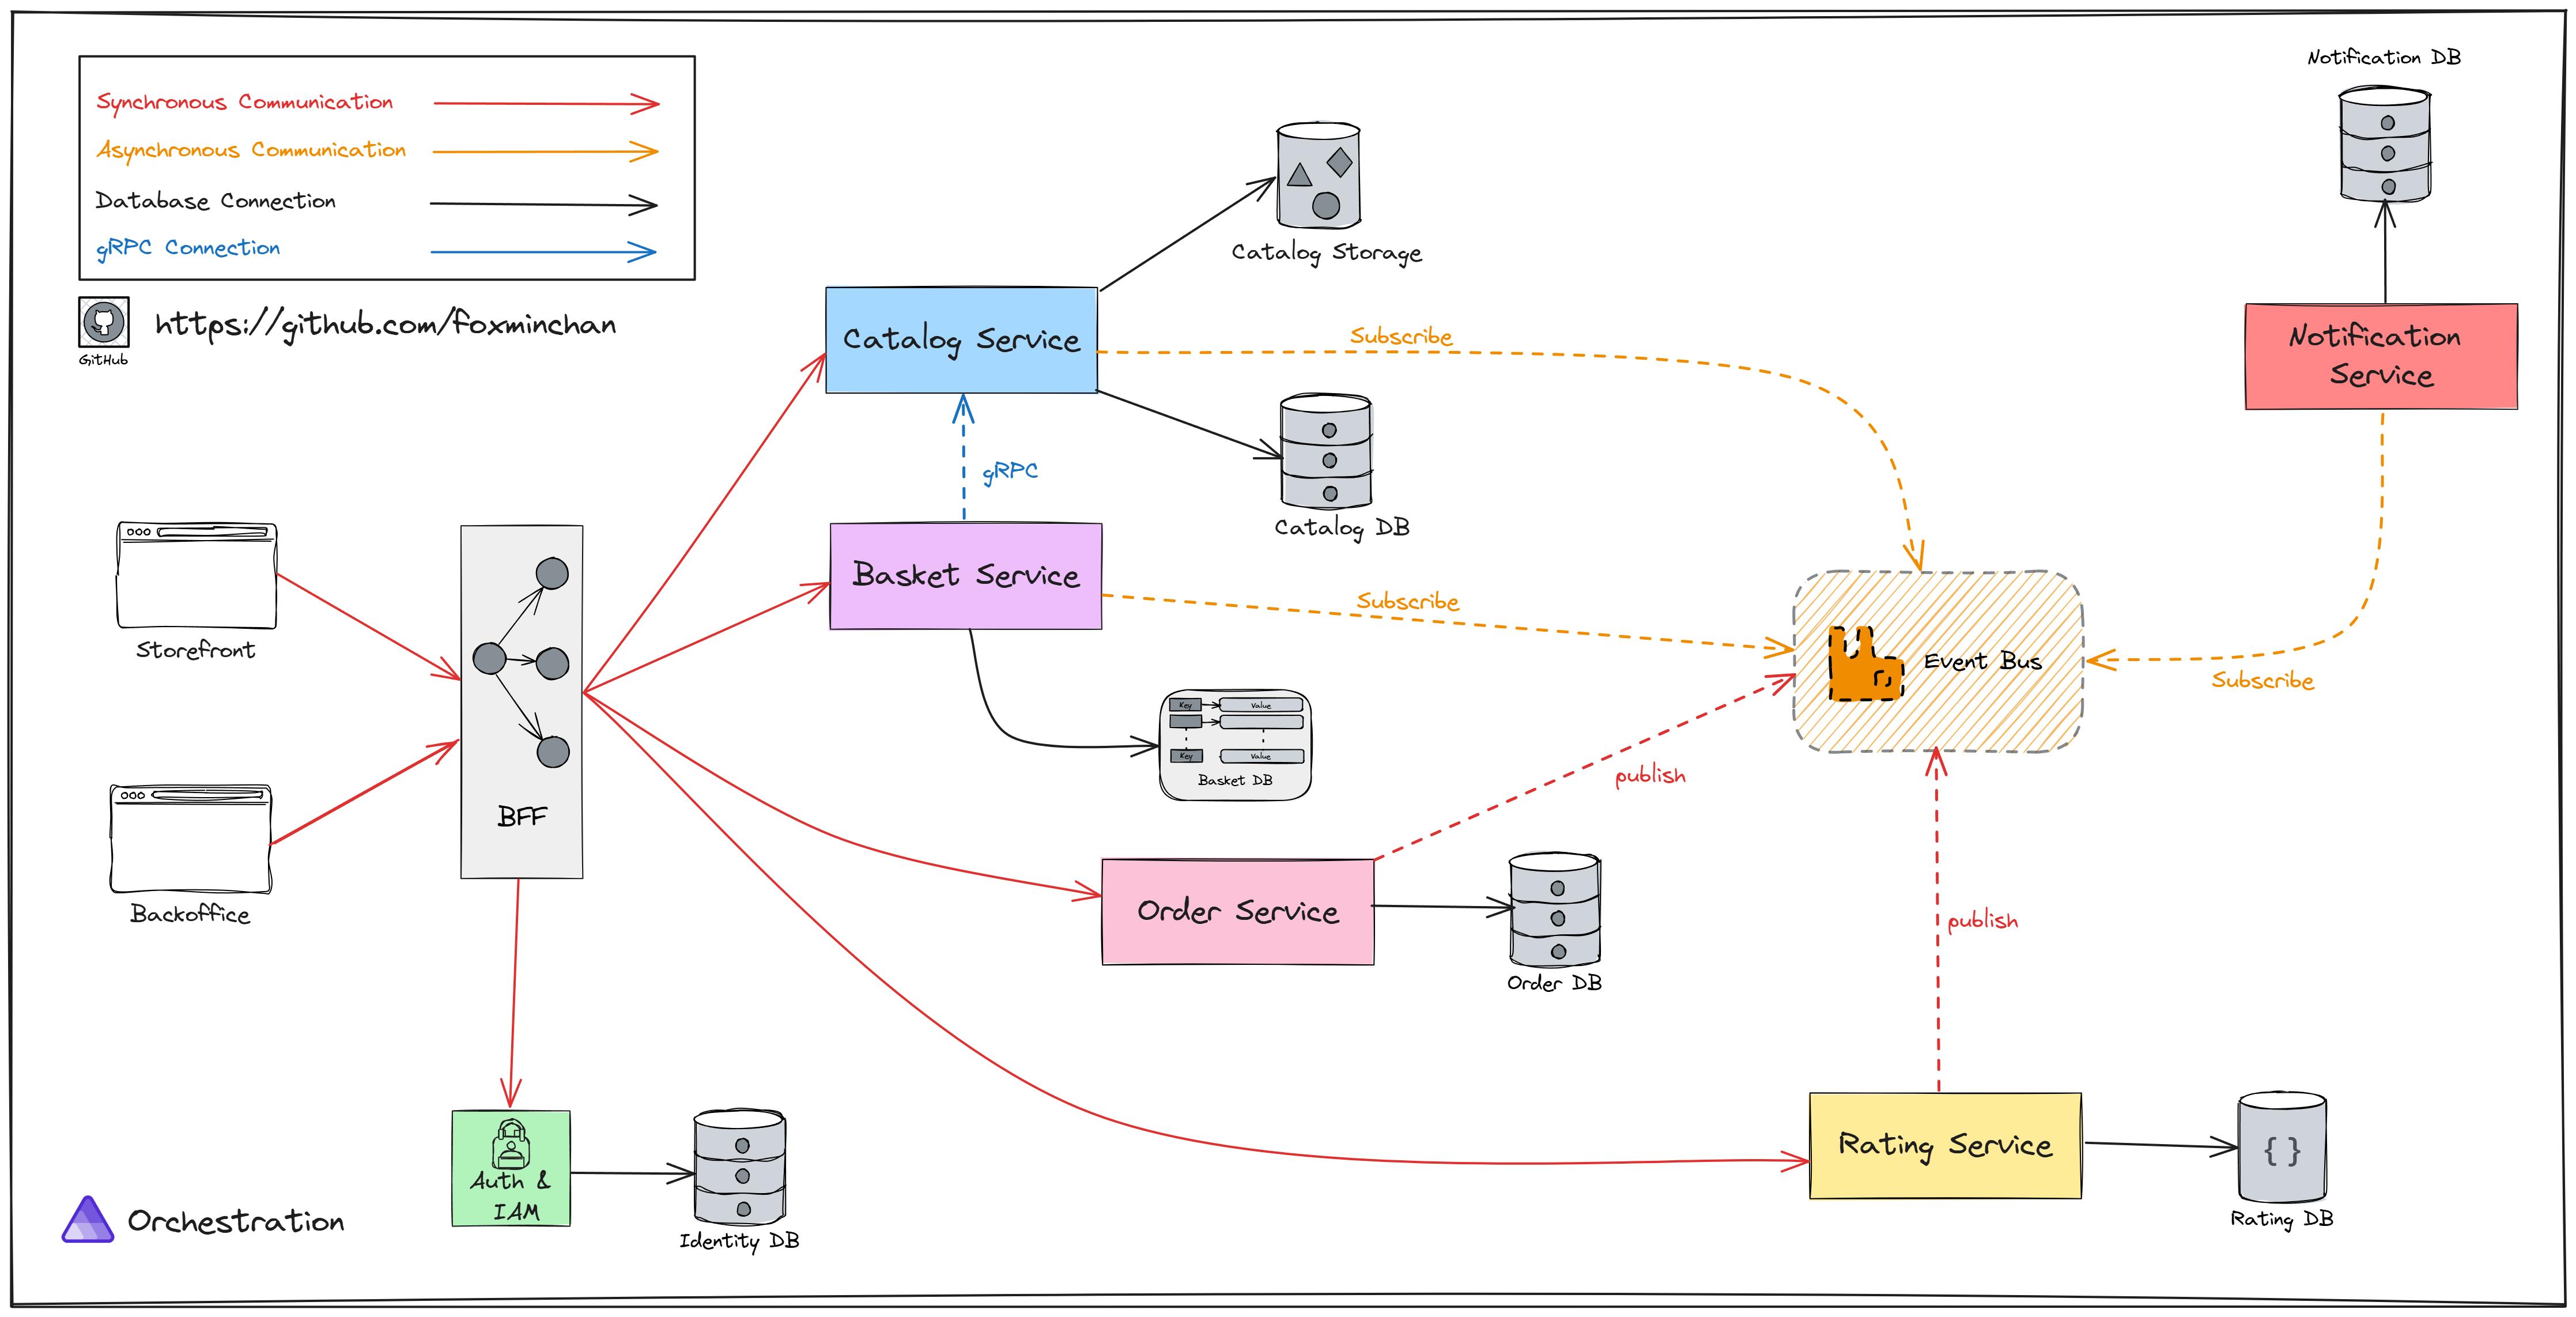 Synchronous Communication
Asynchronous Communication
Database Connection
gRPC Connection
GitHub
https://github.com/foxminchan
Notification DB
Catalog Storage
Catalog Service
Subscribe
Notification
Service
gRPC
Catalog DB
Storefront
BFF
Basket Service
Subscribe
Event Bus
Subscribe
Key
Value
Key
Value
Basket DB
publish
Backoffice
Order Service
Order DB
publish
Auth &
IAM
Identity DB
Rating Service
{ }
Rating DB
Orchestration